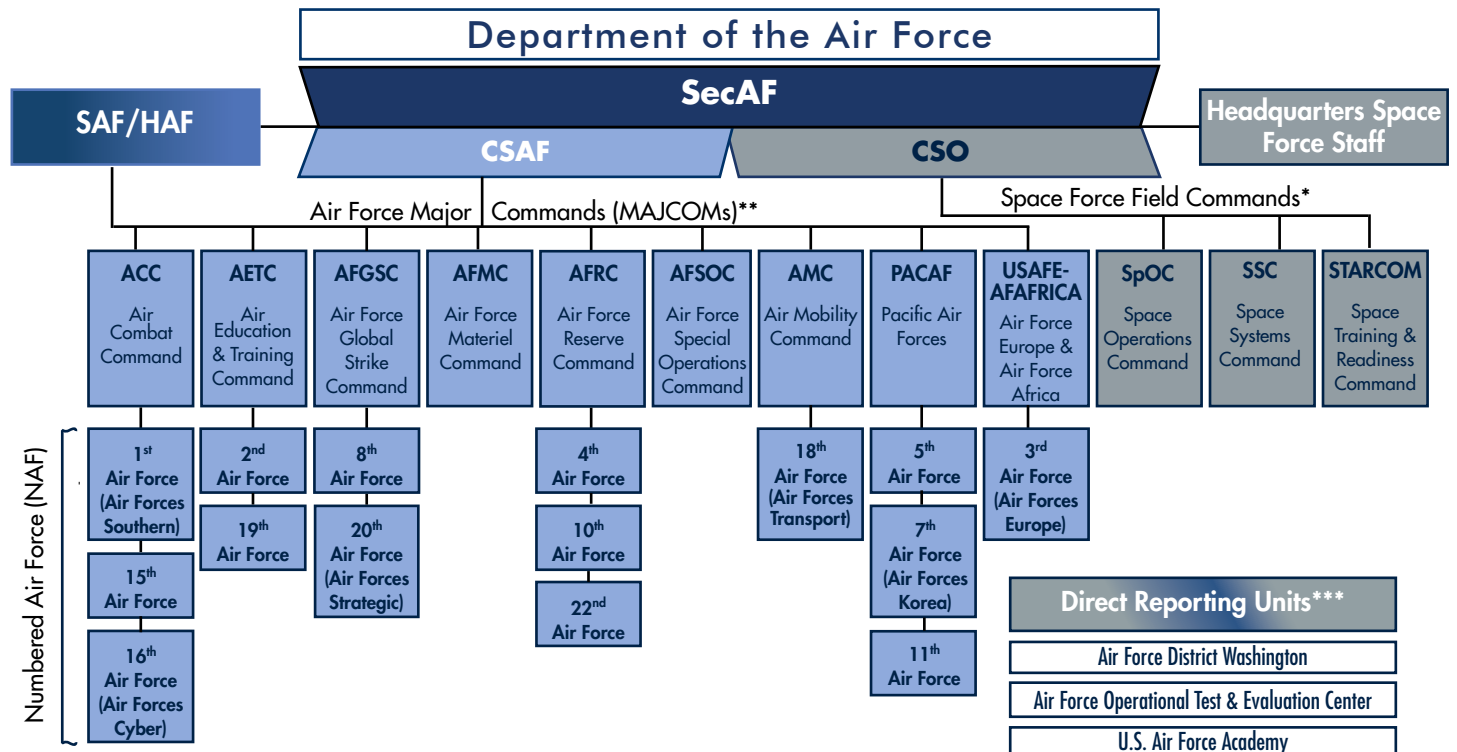 Department of the Air Force
SecAF
SAF/HAF
Headquarters Space
Force Staff
CSAF
CSO
Air Force Major Commands (MAJCOMs)**
Space Force Field Commands*
ACC
Air
Combat
Command
AETC
Air
Education
& Training
Command
AFGSC
Air Force
Global
Strike
Command
AFMC
Air Force
Materiel
Command
AFRC
Air Force
Reserve
Command
AFSOC
Air Force
Special
Operations
Command
AMC
Air Mobility
Command
PACAF
Pacific Air
Forces
USAFE-
AFAFRICA
Air Force
Europe &
Air Force
Africa
SpOC
Space
Operations
Command
SSC
Space
Systems
Command
STARCOM
Space
Training &
Readiness
Command
Numbered Air Force (NAF)
1st
Air Force
(Air Forces
Southern)
15th
Air Force
16th
Air Force
(Air Forces
Cyber)
2nd
Air Force
19th
Air Force
8th
Air Force
20th
Air Force
(Air Forces
Strategic)
4th
Air Force
10th
Air Force
22nd
Air Force
18th
Air Force
(Air Forces
Transport)
5th
Air Force
7th
Air Force
(Air Forces
Korea)
11th
Air Force
3rd
Air Force
(Air Forces
Europe)
Direct Reporting Units***
Air Force District Washington
Air Force Operational Test & Evaluation Center
U.S. Air Force Academy